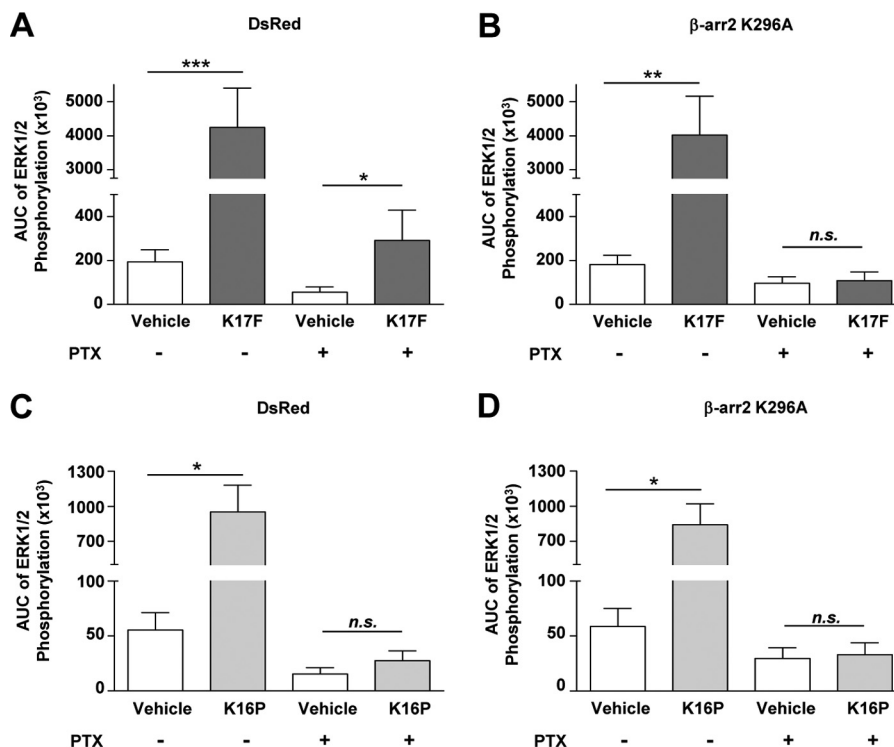 A
DsRed
AUC of ERK1/2
Phosphorylation (x10³)
5000
4000
3000
400
200
0
***
*
Vehicle K17F Vehicle K17F
PTX - - + +
B
β-arr2 K296A
AUC of ERK1/2
Phosphorylation (x10³)
5000
4000
3000
400
200
0
**
n.s.
Vehicle K17F Vehicle K17F
- - + +
C
DsRed
AUC of ERK1/2
Phosphorylation (x10³)
1300
1000
700
100
50
0
*
n.s.
Vehicle K16P Vehicle K16P
PTX - - + +
D
β-arr2 K296A
AUC of ERK1/2
Phosphorylation (x10³)
1300
1000
700
100
50
0
*
n.s.
Vehicle K16P Vehicle K16P
PTX - - + +